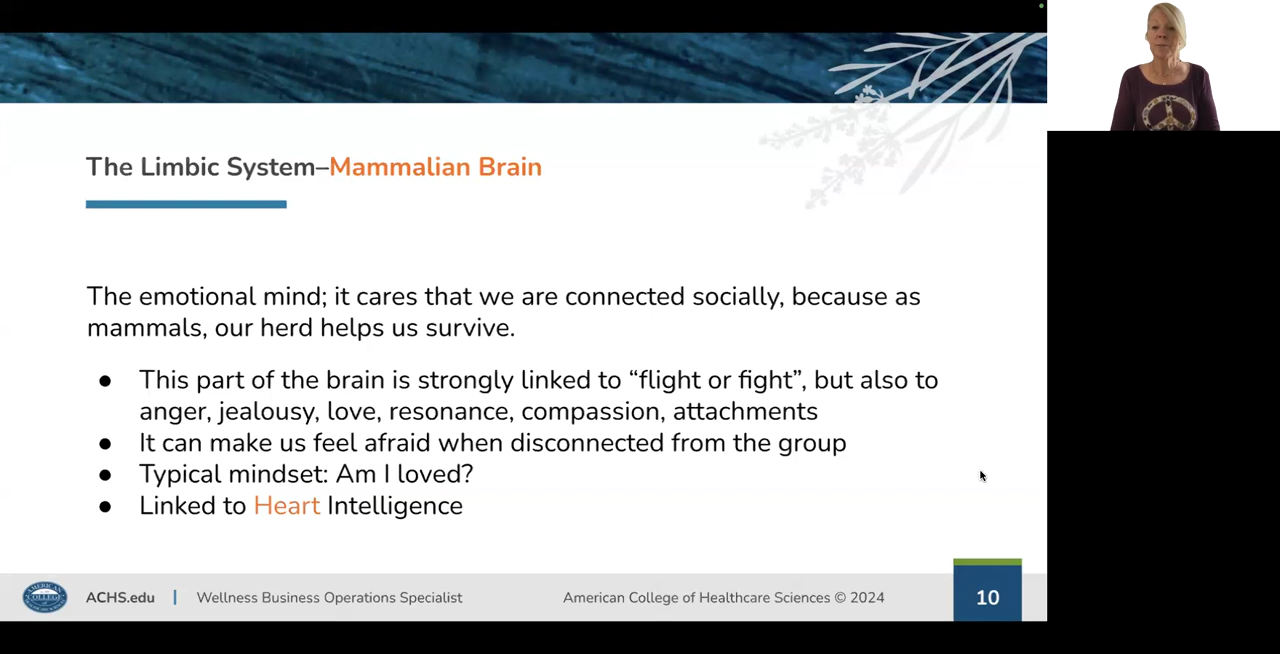 The Limbic System–Mammalian Brain
The emotional mind; it cares that we are connected socially, because as
mammals, our herd helps us survive.
● This part of the brain is strongly linked to “flight or fight”, but also to
anger, jealousy, love, resonance, compassion, attachments
● It can make us feel afraid when disconnected from the group
● Typical mindset: Am I loved?
● Linked to Heart Intelligence
ACHS.edu | Wellness Business Operations Specialist American College of Healthcare Sciences © 2024 10